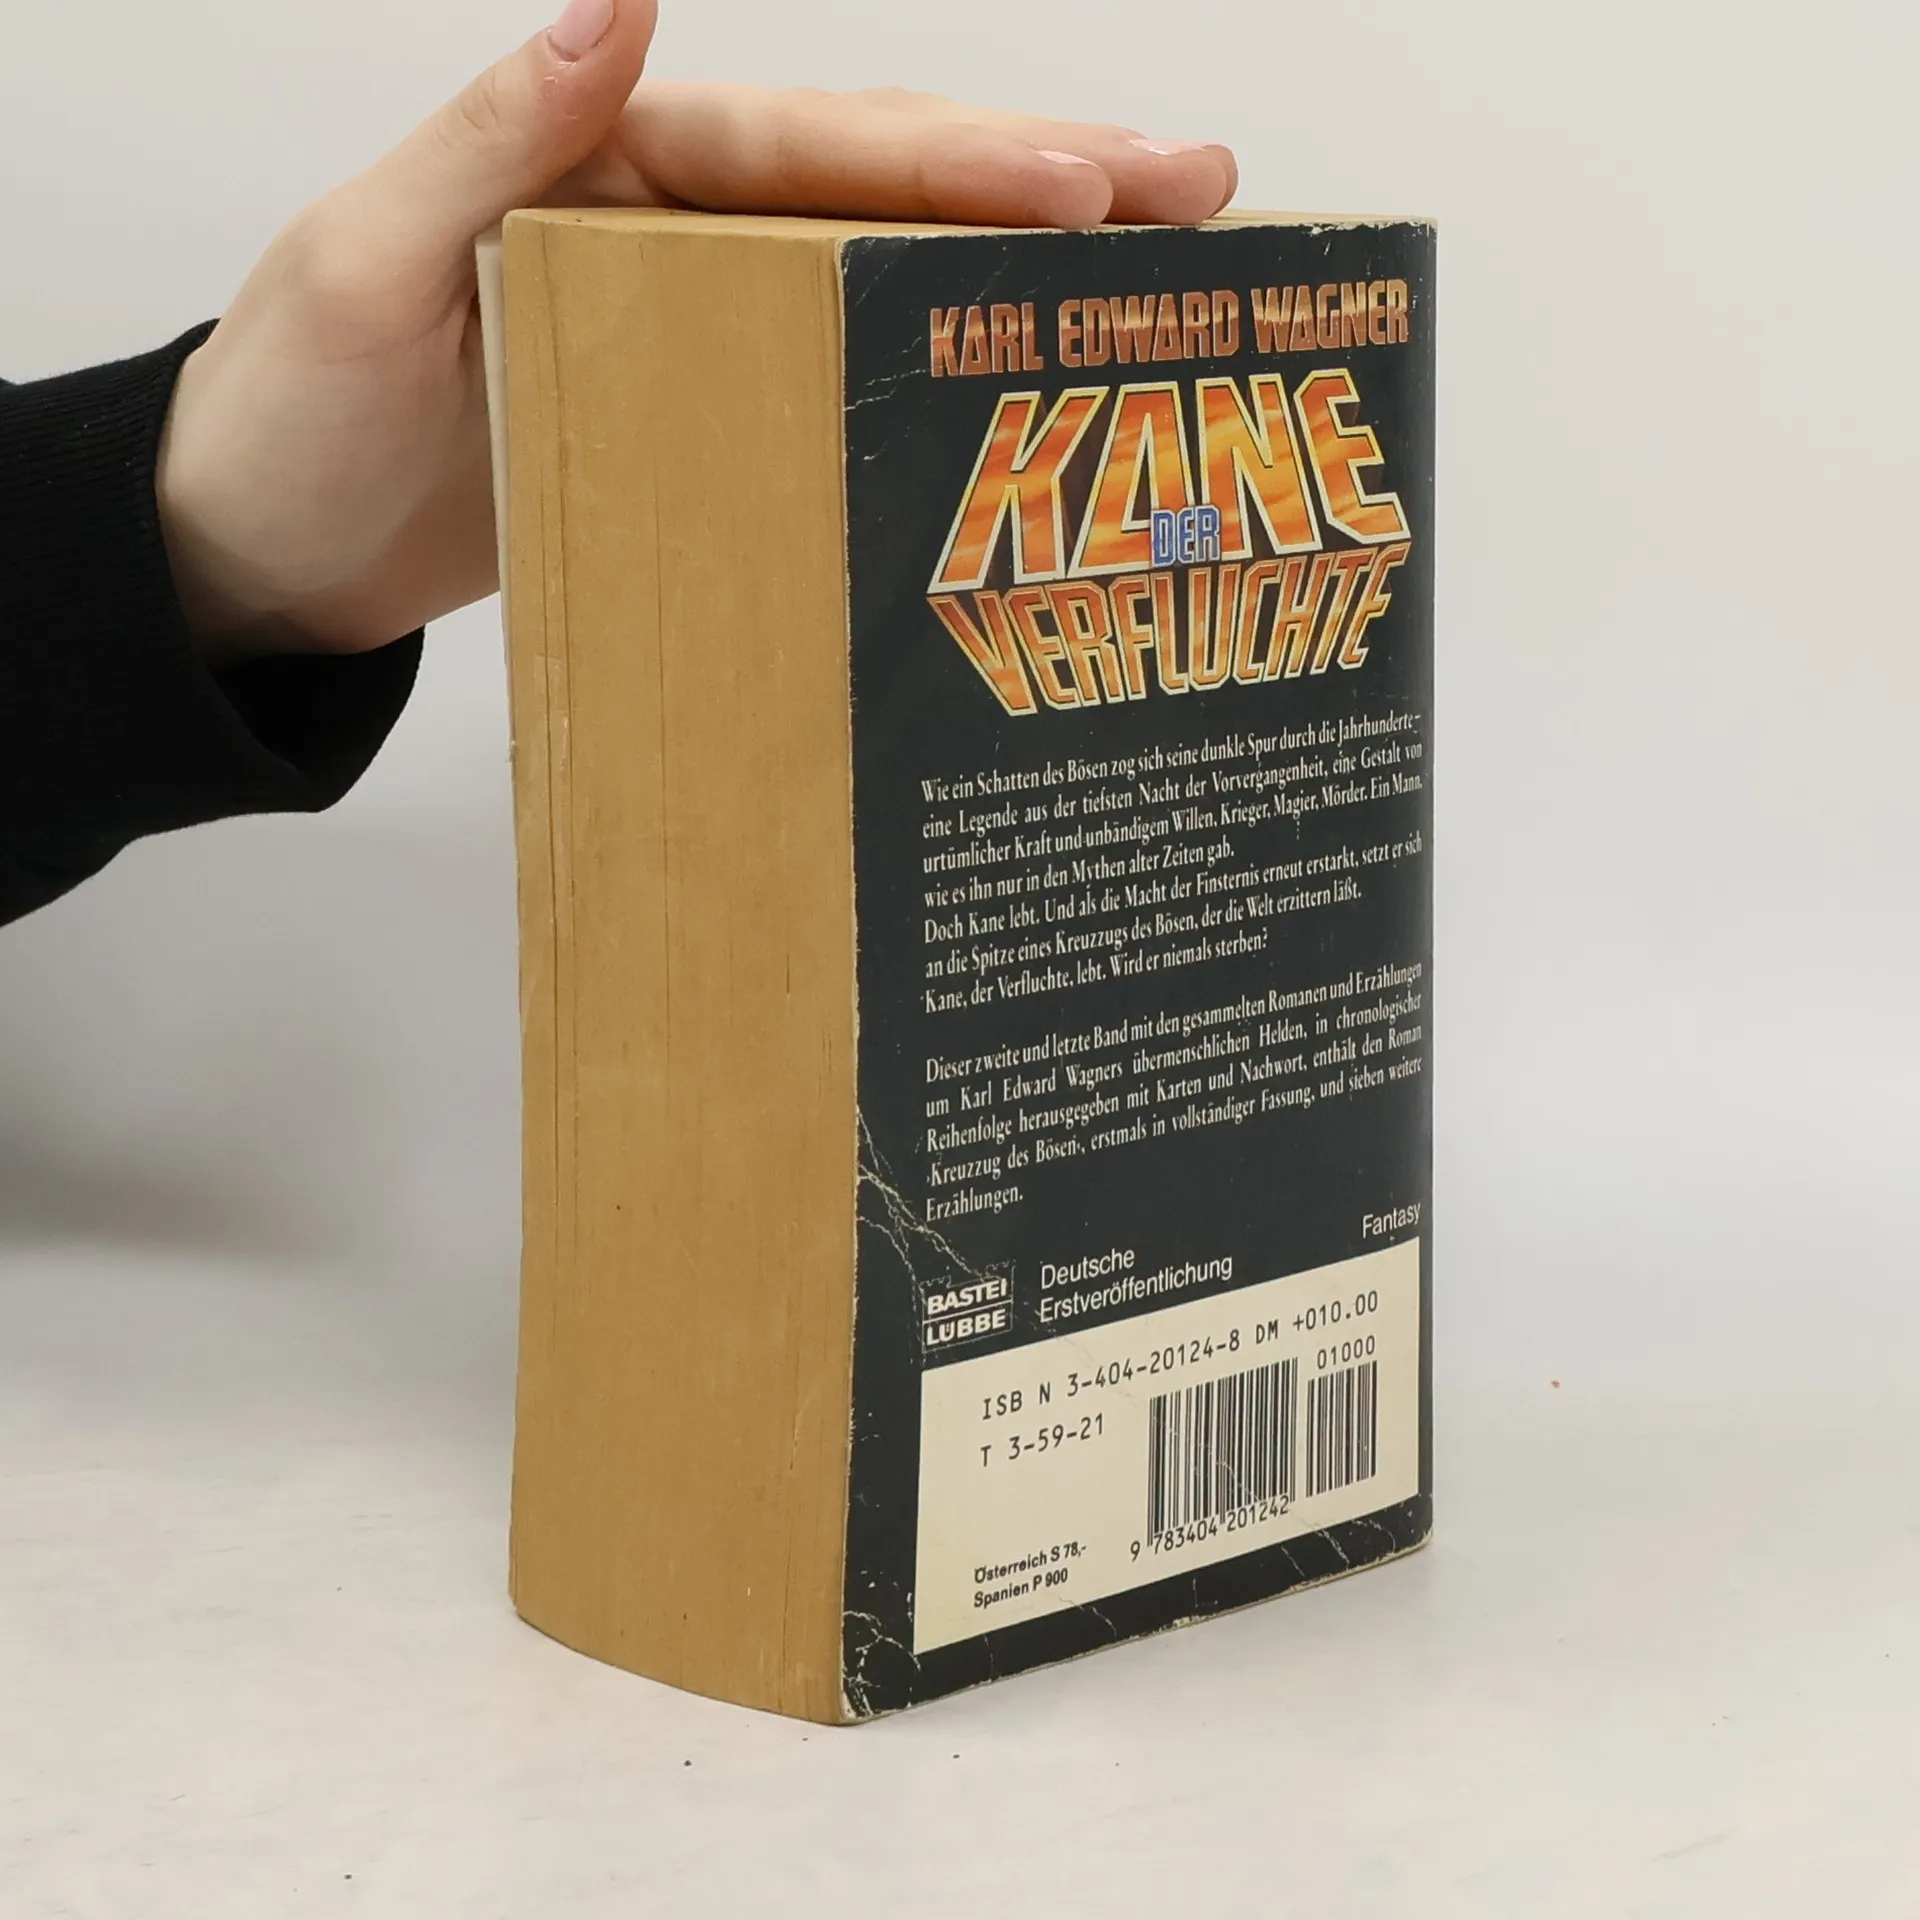 KARL EDWARD WAGNER
KANE
DER
VERFLUCHTE
Wie ein Schatten des Bösen zog sich seine dunkle Spur durch die Jahrhunderte –
eine Legende aus der tiefsten Nacht der Vorvergangenheit, eine Gestalt von
urtümlicher Kraft und unbändigem Willen. Krieger, Magier, Mörder. Ein Mann,
wie es ihn nur in den Mythen alter Zeiten gab.
Doch Kane lebt. Und als die Macht der Finsternis erneut erstarkt, setzt er sich
an die Spitze eines Kreuzzugs des Bösen, der die Welt erzittern läßt.
Kane, der Verfluchte, lebt. Wird er niemals sterben?
Dieser zweite und letzte Band mit den gesammelten Romanen und Erzählungen
um Karl Edward Wagners übermenschlichen Helden, in chronologischer
Reihenfolge herausgegeben mit Karten und Nachwort, enthält den Roman
›Kreuzzug des Bösen‹, erstmals in vollständiger Fassung, und sieben weitere
Erzählungen.
Fantasy
BASTEI
LÜBBE
Deutsche
Erstveröffentlichung
ISB N 3-404-20124-8 DM +010.00
T 3-59-21
01000
9 783404 201242
Österreich S 78,-
Spanien P 900